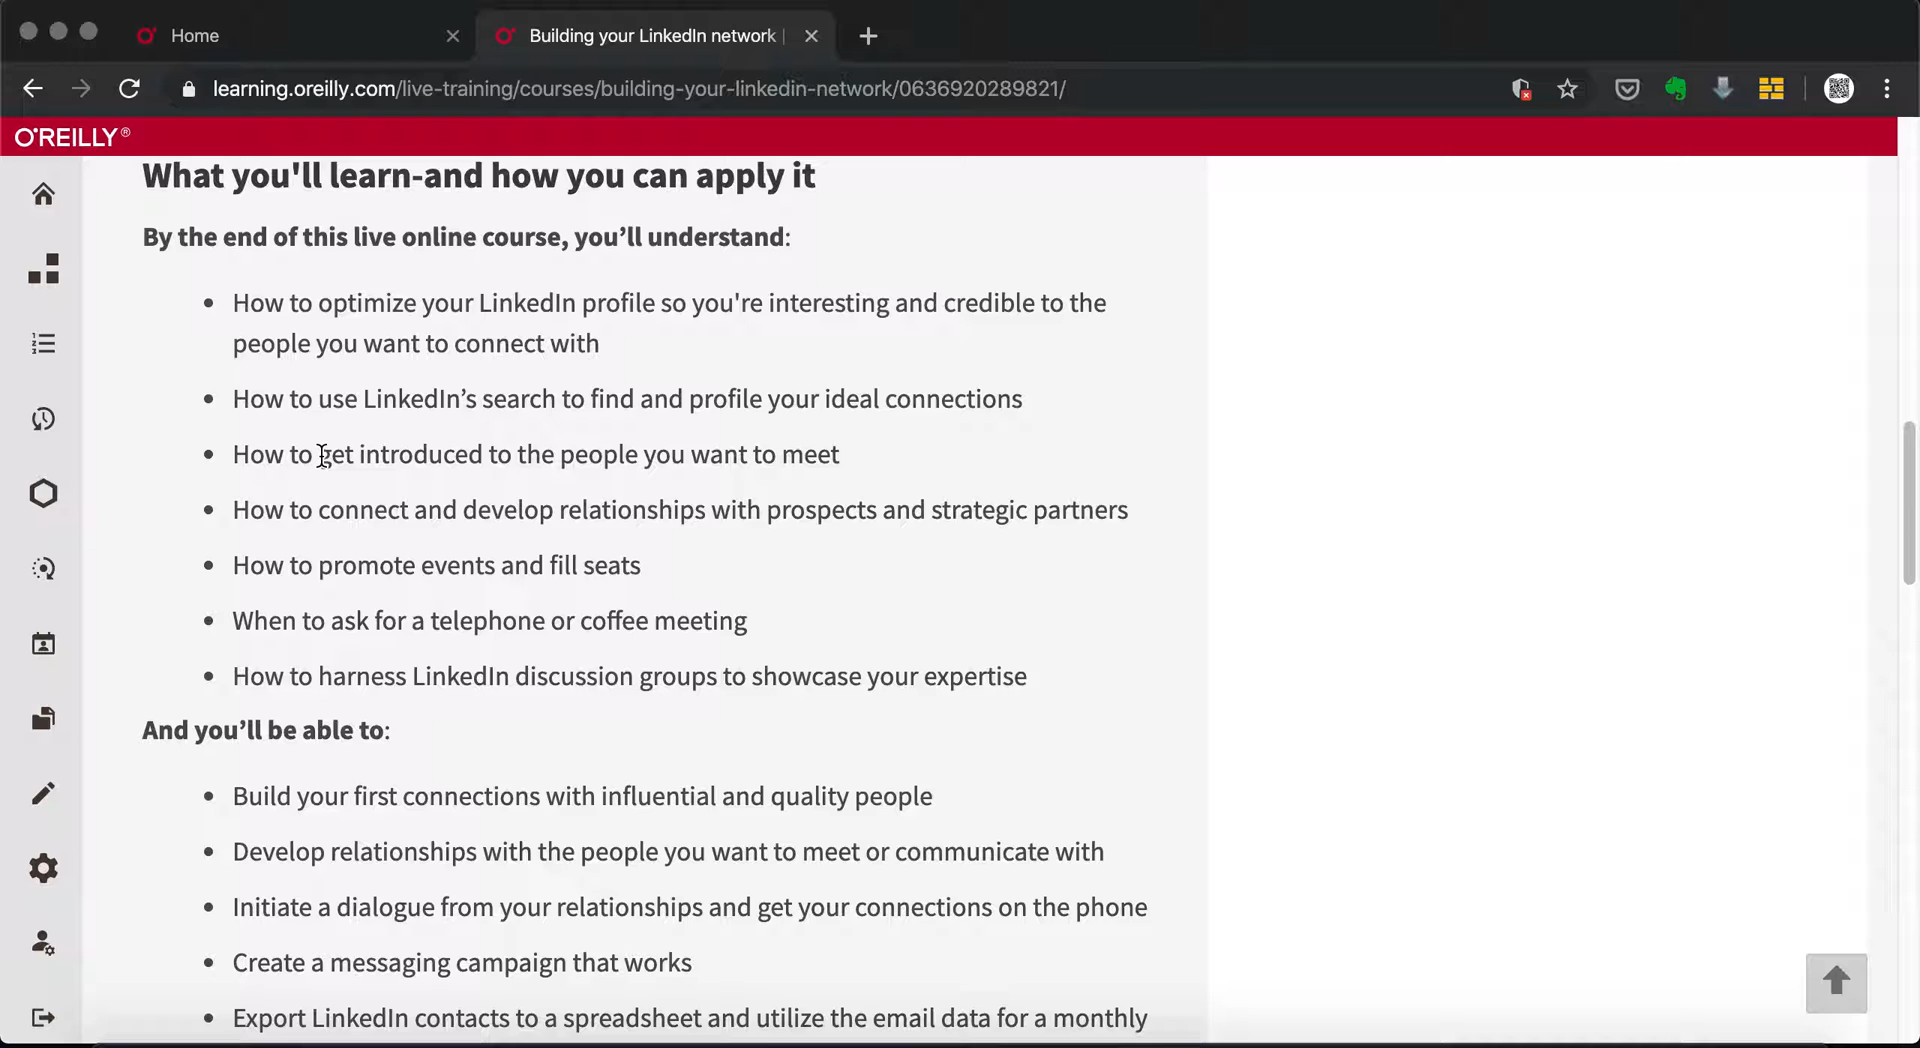 Home
Building your LinkedIn network |
learning.oreilly.com/live-training/courses/building-your-linkedin-network/0636920289821/
O'REILLY®
What you'll learn-and how you can apply it
By the end of this live online course, you’ll understand:
• How to optimize your LinkedIn profile so you're interesting and credible to the
people you want to connect with
• How to use LinkedIn’s search to find and profile your ideal connections
• How to get introduced to the people you want to meet
• How to connect and develop relationships with prospects and strategic partners
• How to promote events and fill seats
• When to ask for a telephone or coffee meeting
• How to harness LinkedIn discussion groups to showcase your expertise
And you’ll be able to:
• Build your first connections with influential and quality people
• Develop relationships with the people you want to meet or communicate with
• Initiate a dialogue from your relationships and get your connections on the phone
• Create a messaging campaign that works
• Export LinkedIn contacts to a spreadsheet and utilize the email data for a monthly